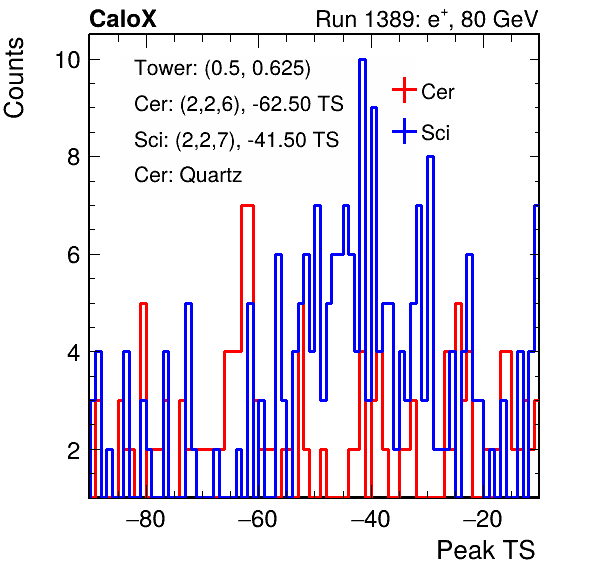 CaloX Run 1389: e⁺, 80 GeV
Counts
Tower: (0.5, 0.625)
Cer: (2,2,6), -62.50 TS
Sci: (2,2,7), -41.50 TS
Cer: Quartz
Cer
Sci
10
8
6
4
2
−80 −60 −40 −20
Peak TS